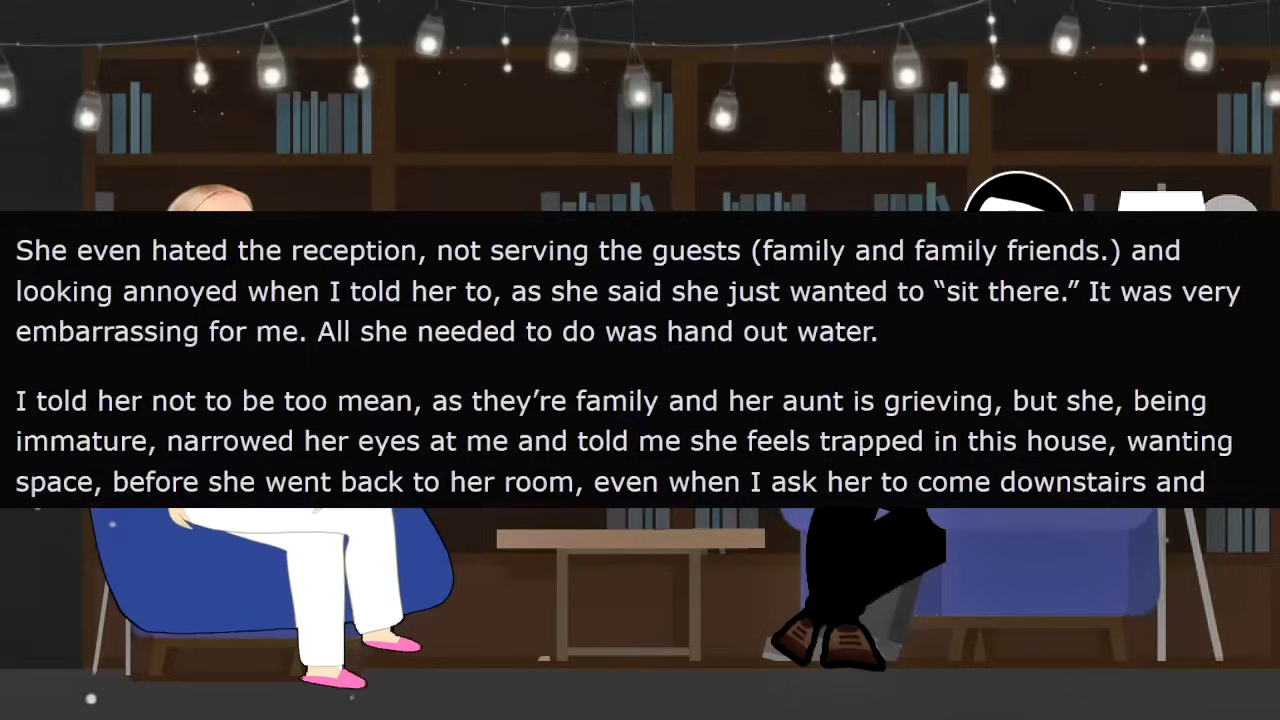 She even hated the reception, not serving the guests (family and family friends.) and
looking annoyed when I told her to, as she said she just wanted to “sit there.” It was very
embarrassing for me. All she needed to do was hand out water.
I told her not to be too mean, as they’re family and her aunt is grieving, but she, being
immature, narrowed her eyes at me and told me she feels trapped in this house, wanting
space, before she went back to her room, even when I ask her to come downstairs and